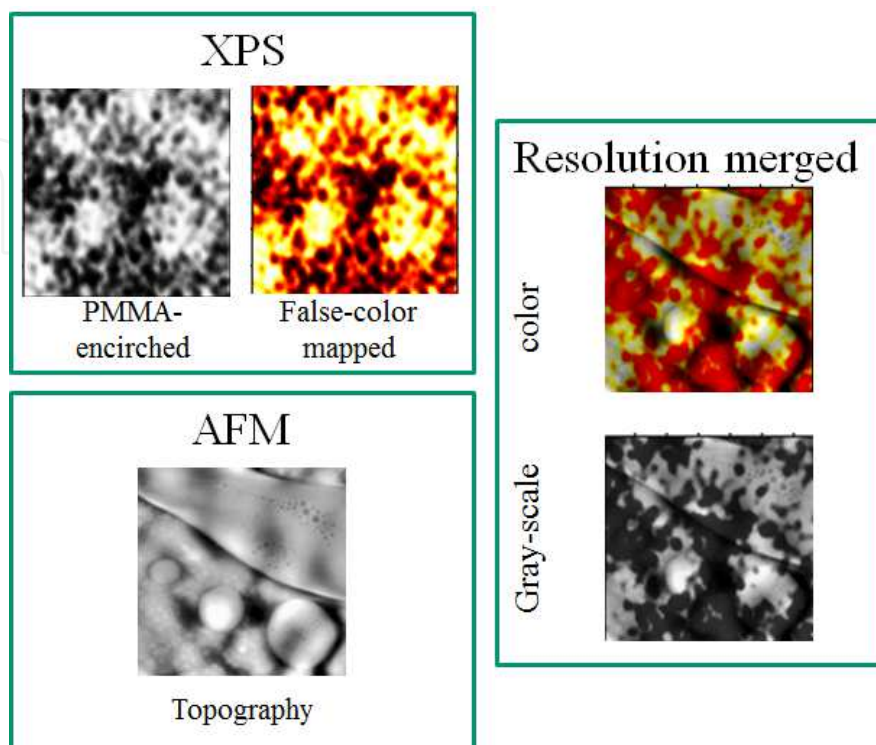 XPS
PMMA-
encirched
False-color
mapped
AFM
Topography
Resolution merged
color
Gray-scale